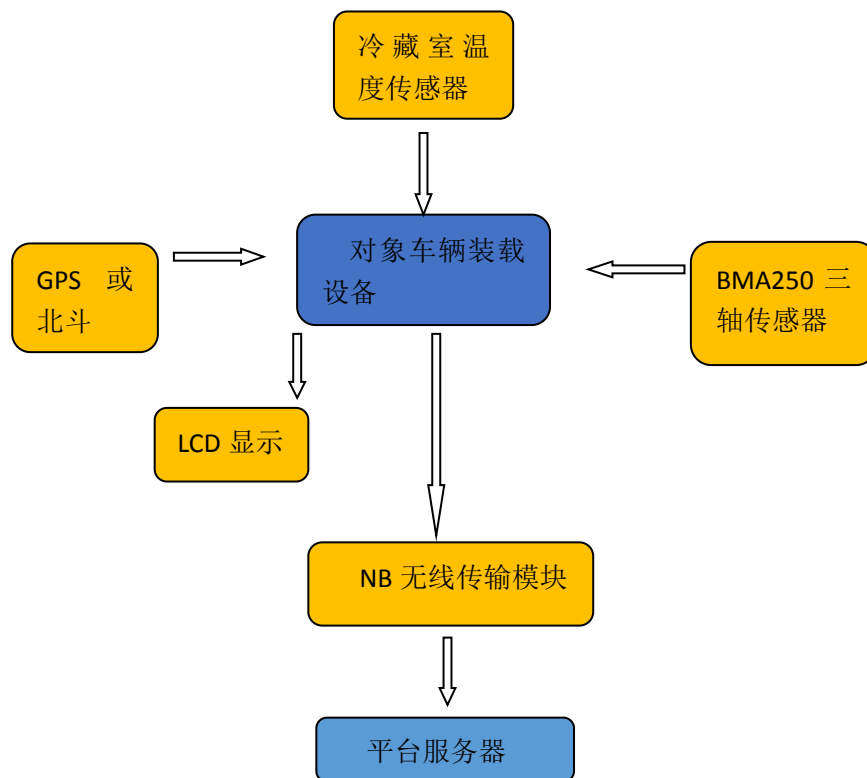 冷藏室温
度传感器
对象车辆装载
设备
GPS 或
北斗
BMA250 三
轴传感器
LCD 显示
NB 无线传输模块
平台服务器